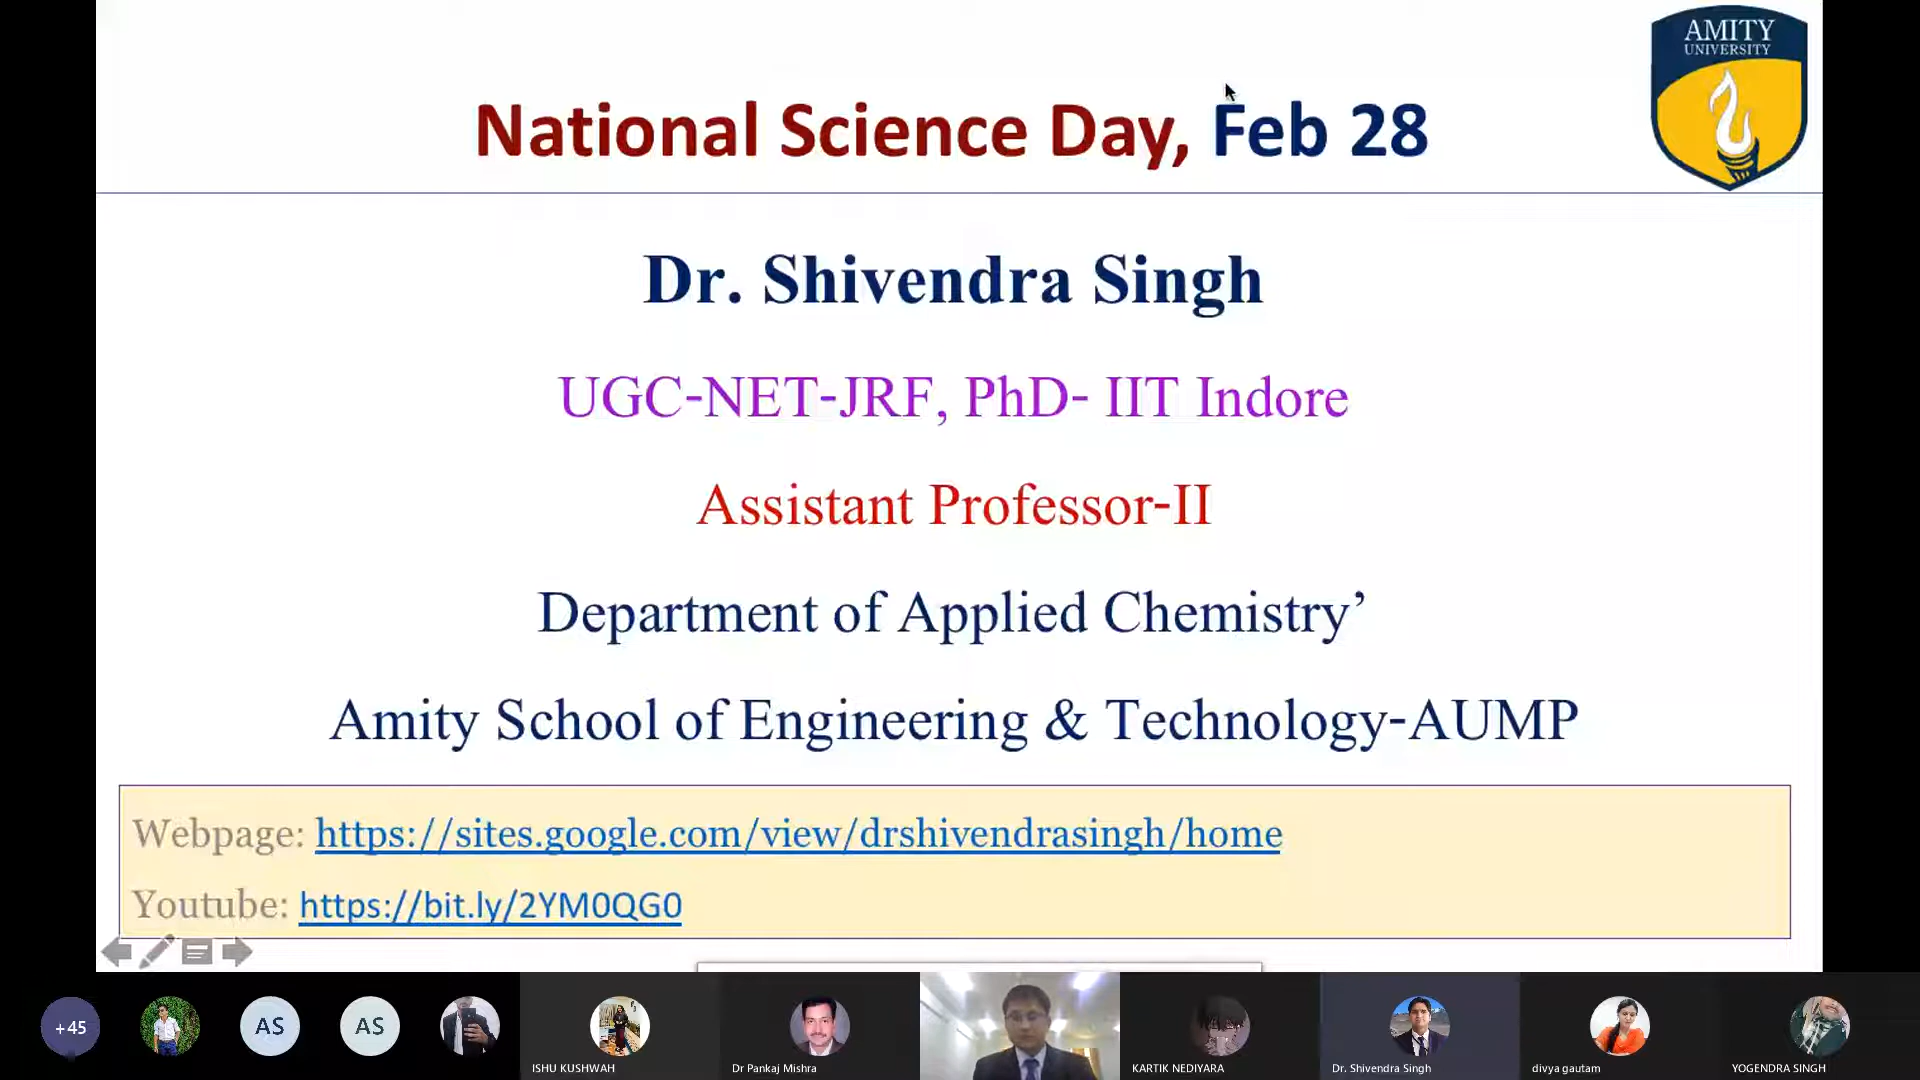 AMITY
UNIVERSITY
National Science Day, Feb 28
Dr. Shivendra Singh
UGC-NET-JRF, PhD- IIT Indore
Assistant Professor-II
Department of Applied Chemistry’
Amity School of Engineering & Technology-AUMP
Webpage: https://sites.google.com/view/drshivendrasingh/home
Youtube: https://bit.ly/2YM0QG0
+45
AS
AS
ISHU KUSHWAH
Dr Pankaj Mishra
KARTIK NEDIYARA
Dr. Shivendra Singh
divya gautam
YOGENDRA SINGH